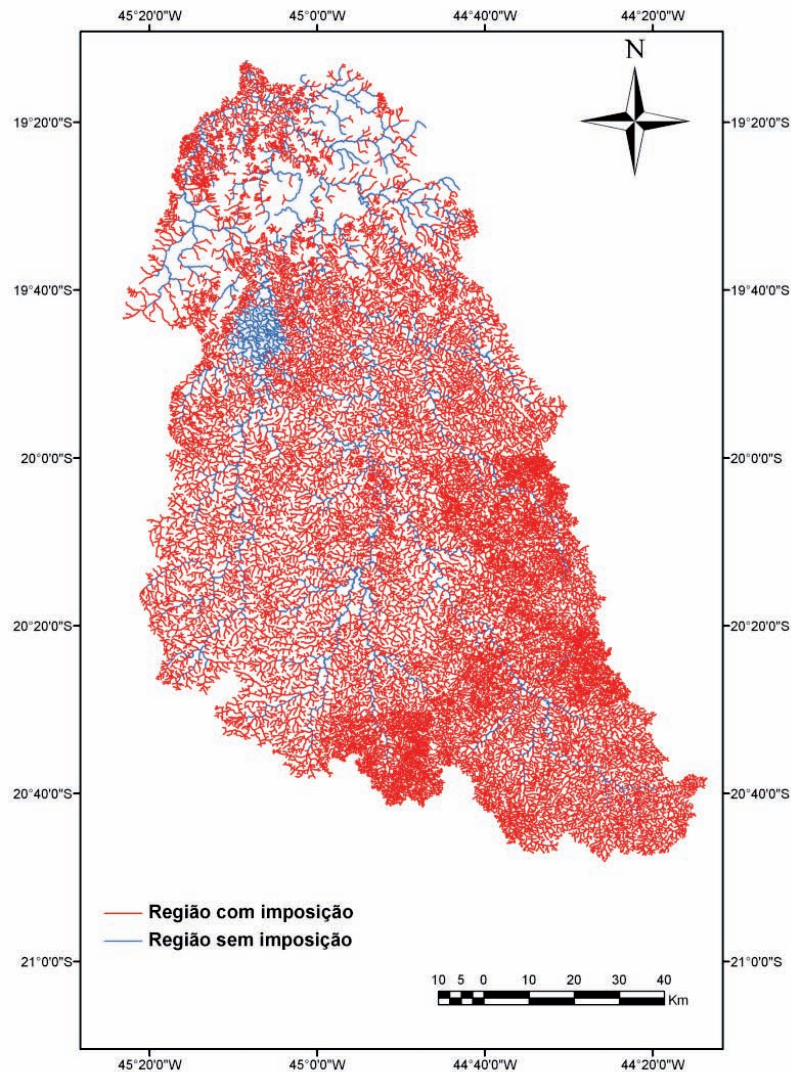 45°20'0"W 45°0'0"W 44°40'0"W 44°20'0"W
N
19°20'0"S 19°20'0"S
19°40'0"S 19°40'0"S
20°0'0"S 20°0'0"S
20°20'0"S 20°20'0"S
20°40'0"S 20°40'0"S
Região com imposição
Região sem imposição
21°0'0"S 21°0'0"S
10 5 0 10 20 30 40
Km
45°20'0"W 45°0'0"W 44°40'0"W 44°20'0"W